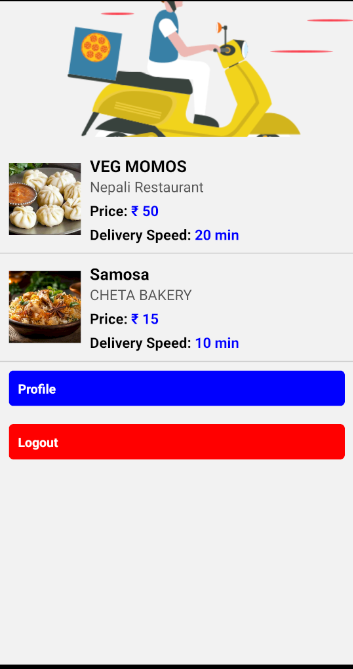 VEG MOMOS
Nepali Restaurant
Price: ₹ 50
Delivery Speed: 20 min
Samosa
CHETA BAKERY
Price: ₹ 15
Delivery Speed: 10 min
Profile
Logout